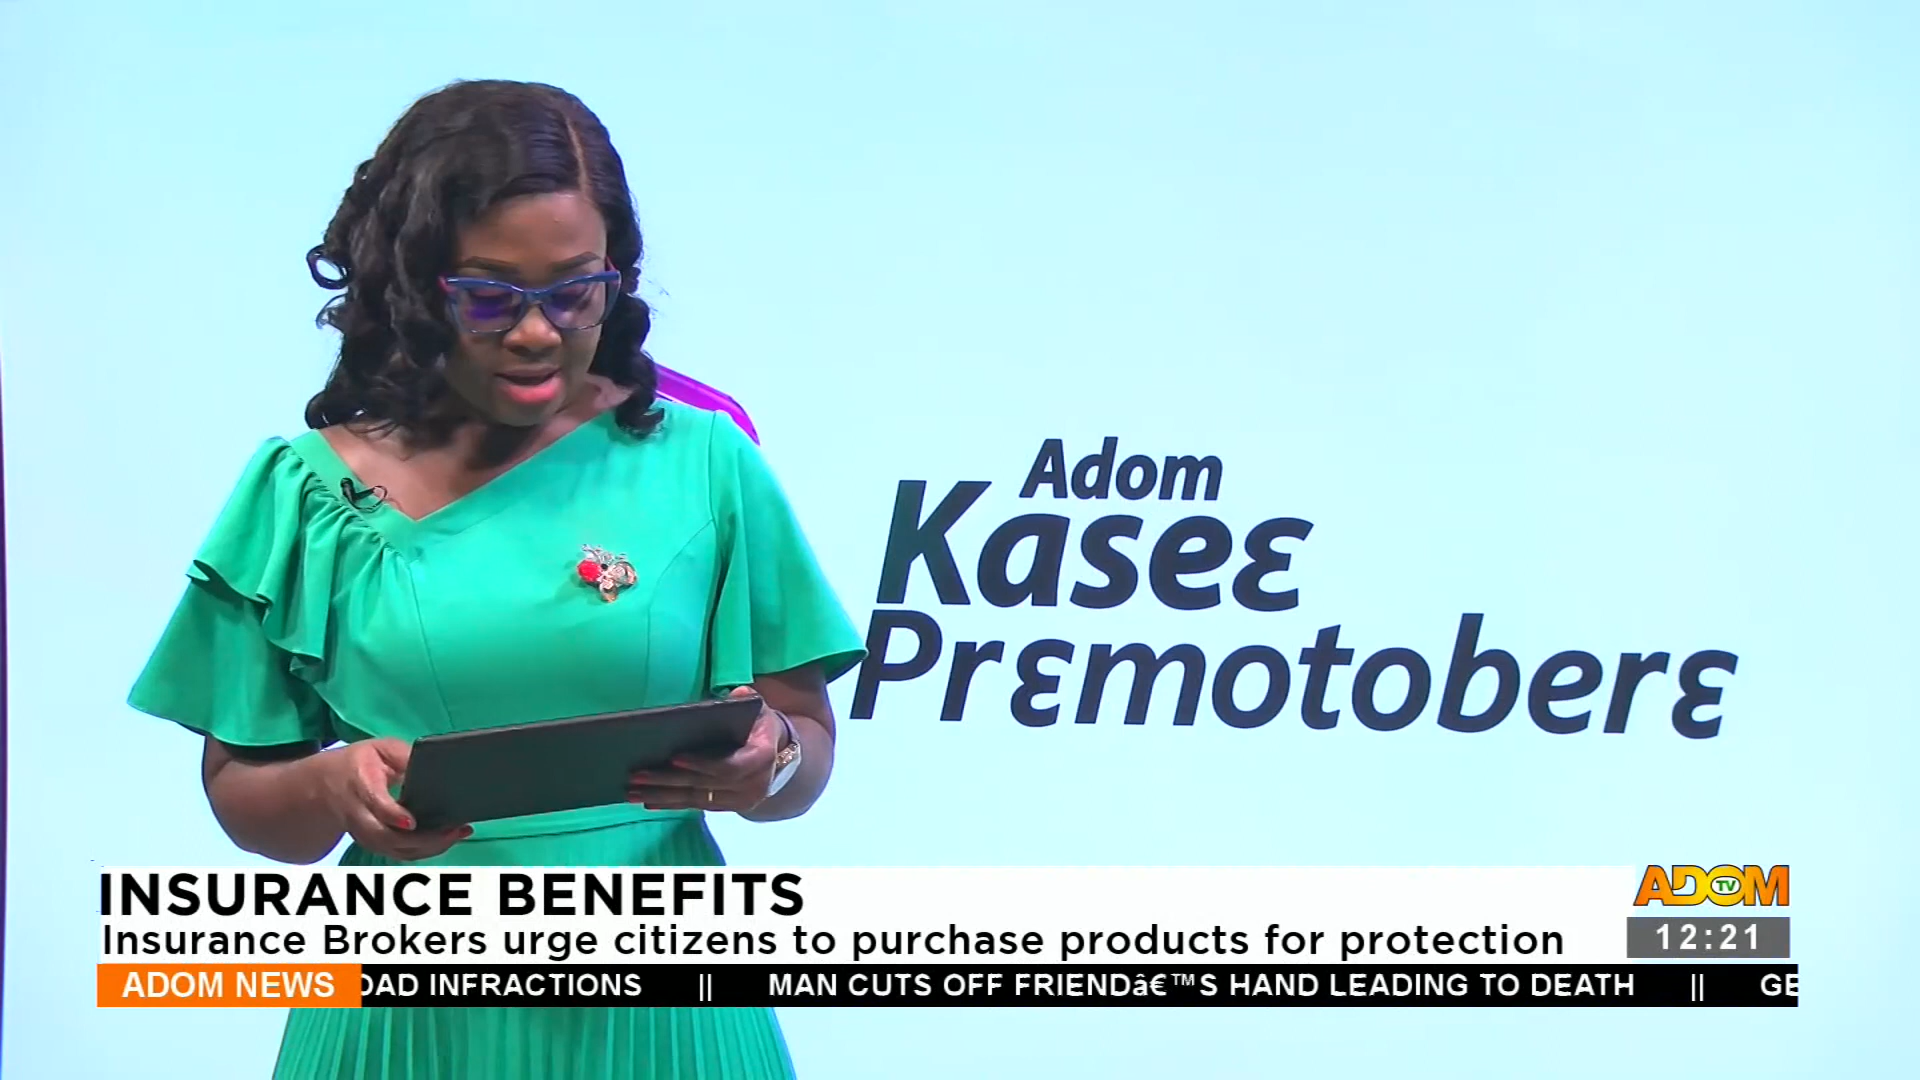 Adom
Kaseɛ
Prɛmotoberɛ
INSURANCE BENEFITS
Insurance Brokers urge citizens to purchase products for protection
ADOM TV
12:21
ADOM NEWS
OAD INFRACTIONS || MAN CUTS OFF FRIENDâ€™S HAND LEADING TO DEATH || GE